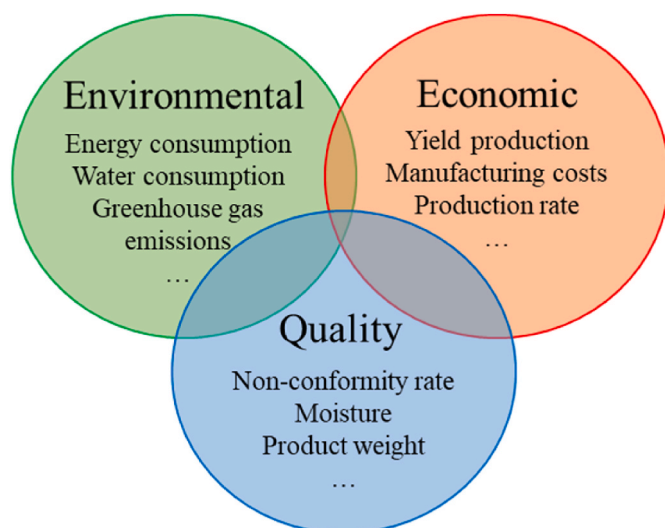 Environmental
Energy consumption
Water consumption
Greenhouse gas
emissions
…
Economic
Yield production
Manufacturing costs
Production rate
…
Quality
Non-conformity rate
Moisture
Product weight
…